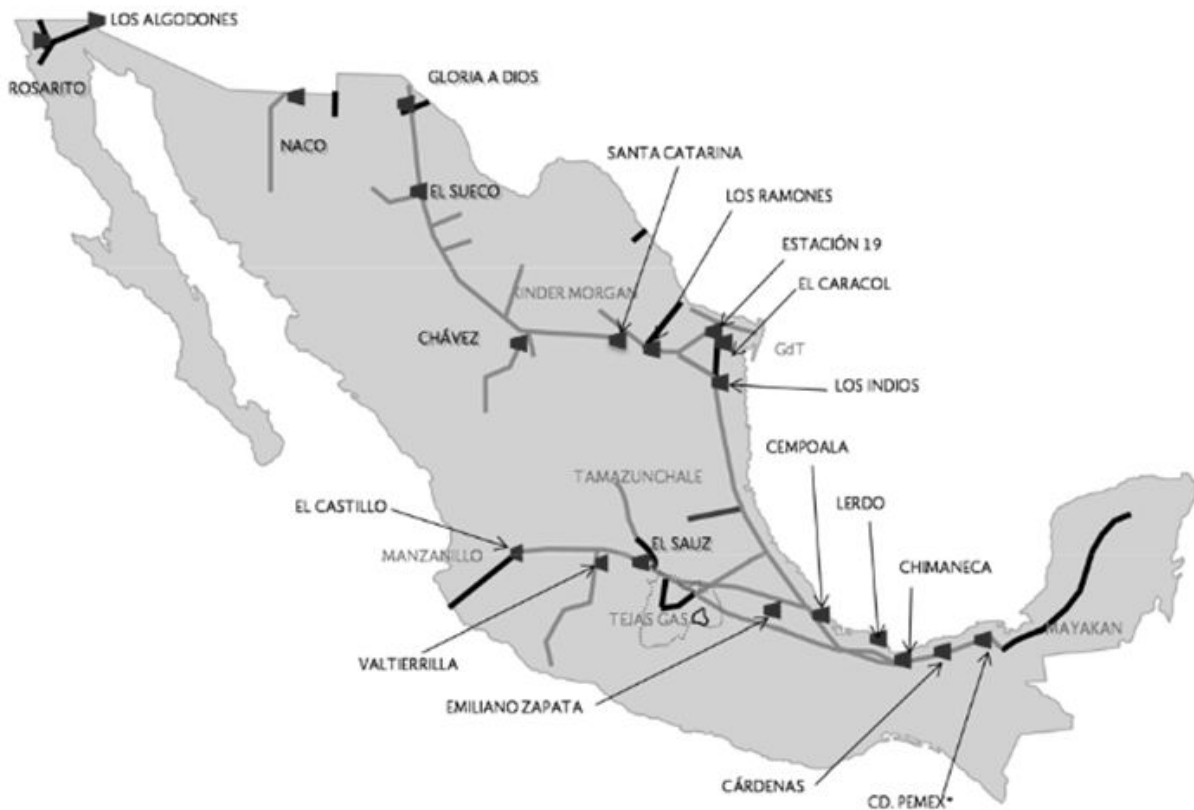 LOS ALGODONES
ROSARITO
GLORIA A DIOS
NACO
SANTA CATARINA
EL SUECO
LOS RAMONES
ESTACIÓN 19
EL CARACOL
KINDER MORGAN
CHÁVEZ
GdT
LOS INDIOS
CEMPOALA
TAMAZUNCHALE
LERDO
EL CASTILLO
EL SAUZ
MANZANILLO
CHIMANECA
TEJAS GAS
MAYAKAN
VALTIERRILLA
EMILIANO ZAPATA
CÁRDENAS
CD. PEMEX*